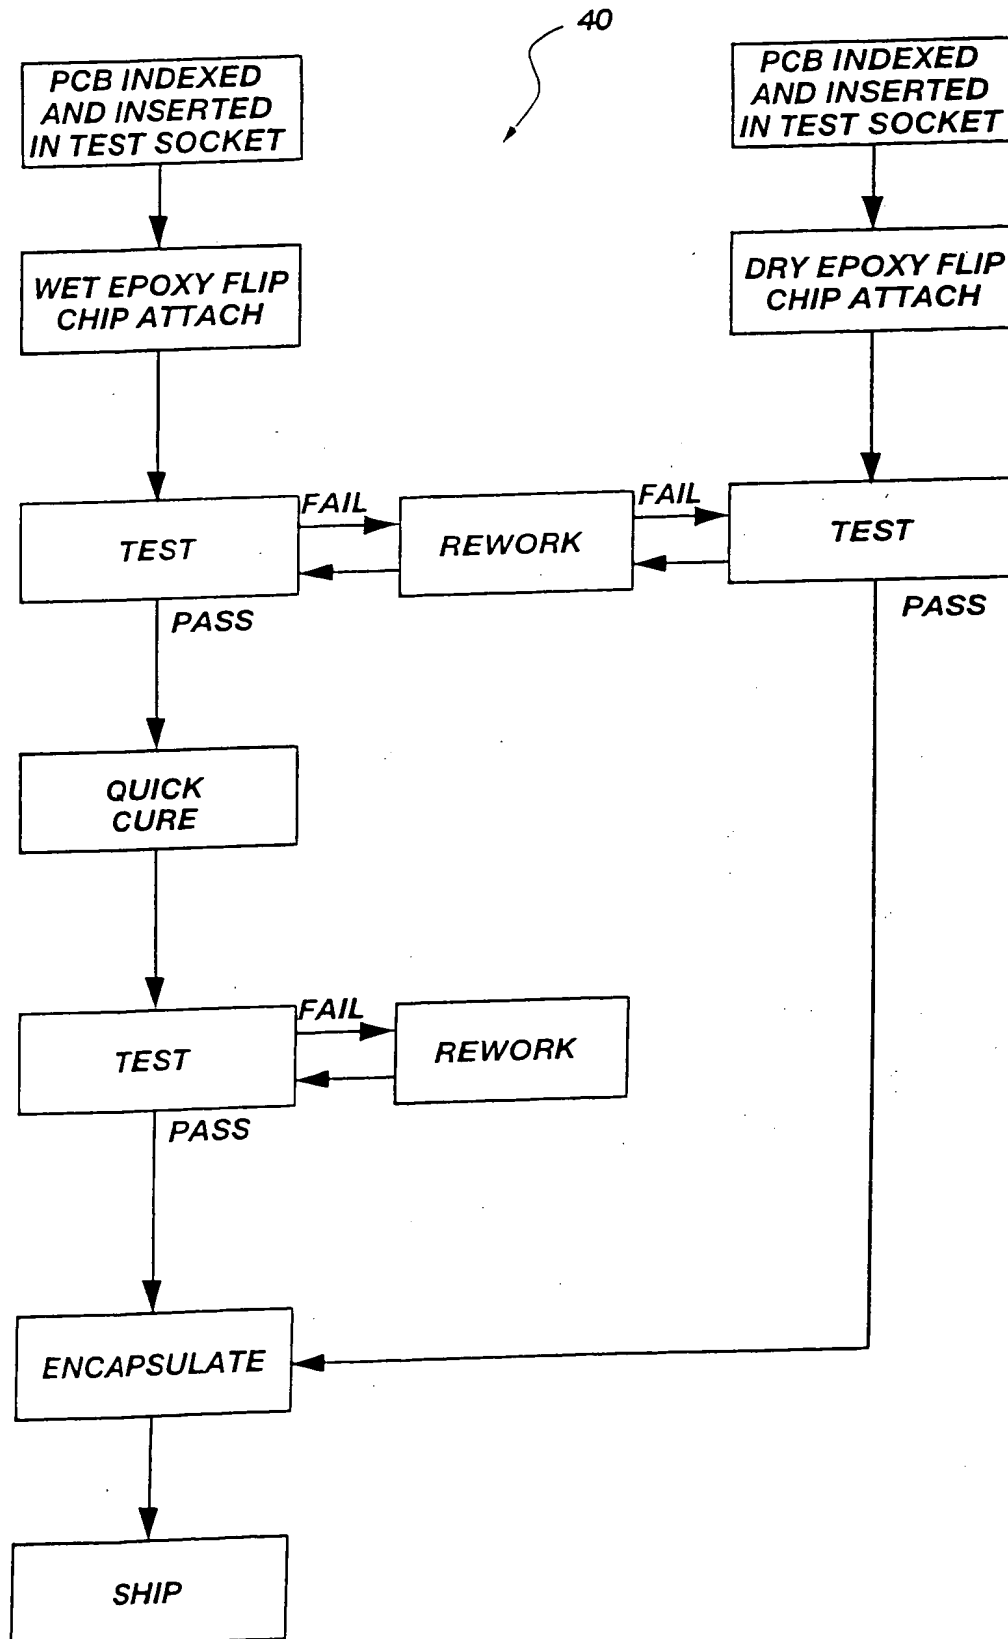 40
PCB INDEXED
AND INSERTED
IN TEST SOCKET
PCB INDEXED
AND INSERTED
IN TEST SOCKET
WET EPOXY FLIP
CHIP ATTACH
DRY EPOXY FLIP
CHIP ATTACH
TEST
FAIL
REWORK
FAIL
TEST
PASS
PASS
QUICK
CURE
TEST
FAIL
REWORK
PASS
ENCAPSULATE
SHIP